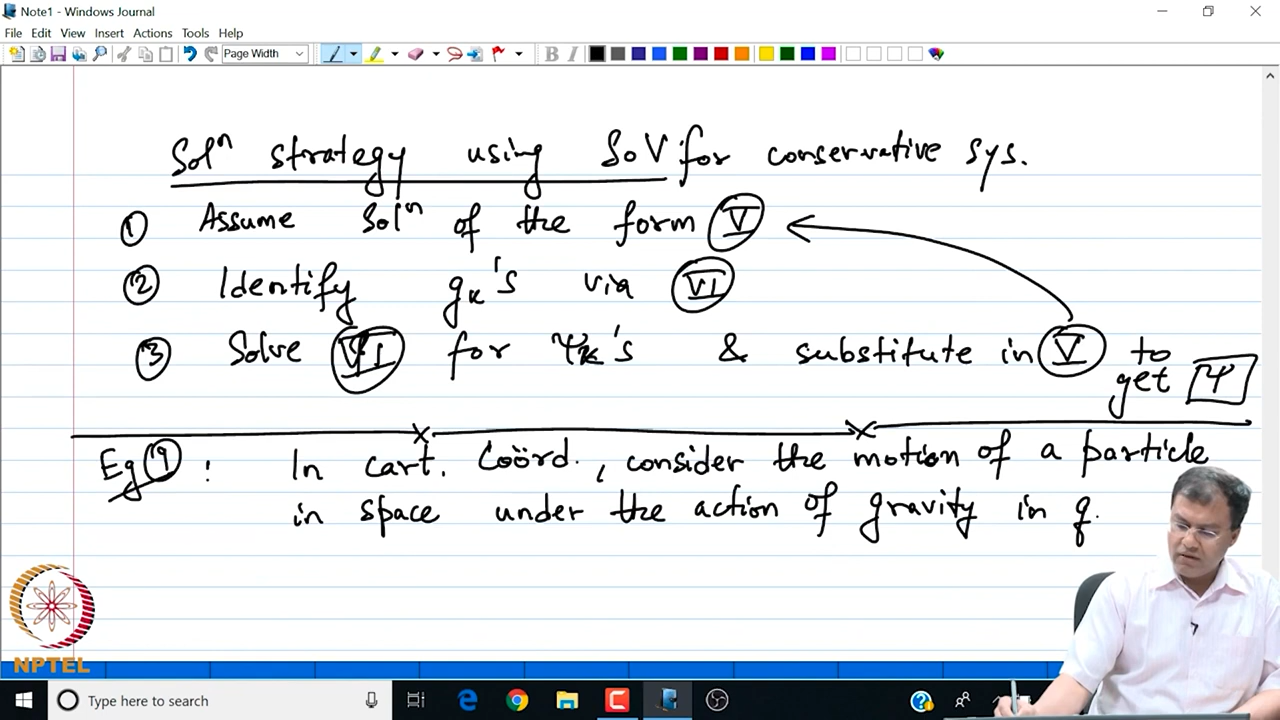 Note1 - Windows Journal
File Edit View Insert Actions Tools Help
Page Width
Solⁿ strategy using SoV for conservative sys.
① Assume Solⁿ of the form Ⅴ
② Identify gₖ's via Ⅵ
③ Solve Ⅵ for Ψₖ's & substitute in Ⅴ to get Ψ
Eg ⑨ : In cart. Coörd., consider the motion of a particle
in space under the action of gravity in q.
NPTEL
Type here to search